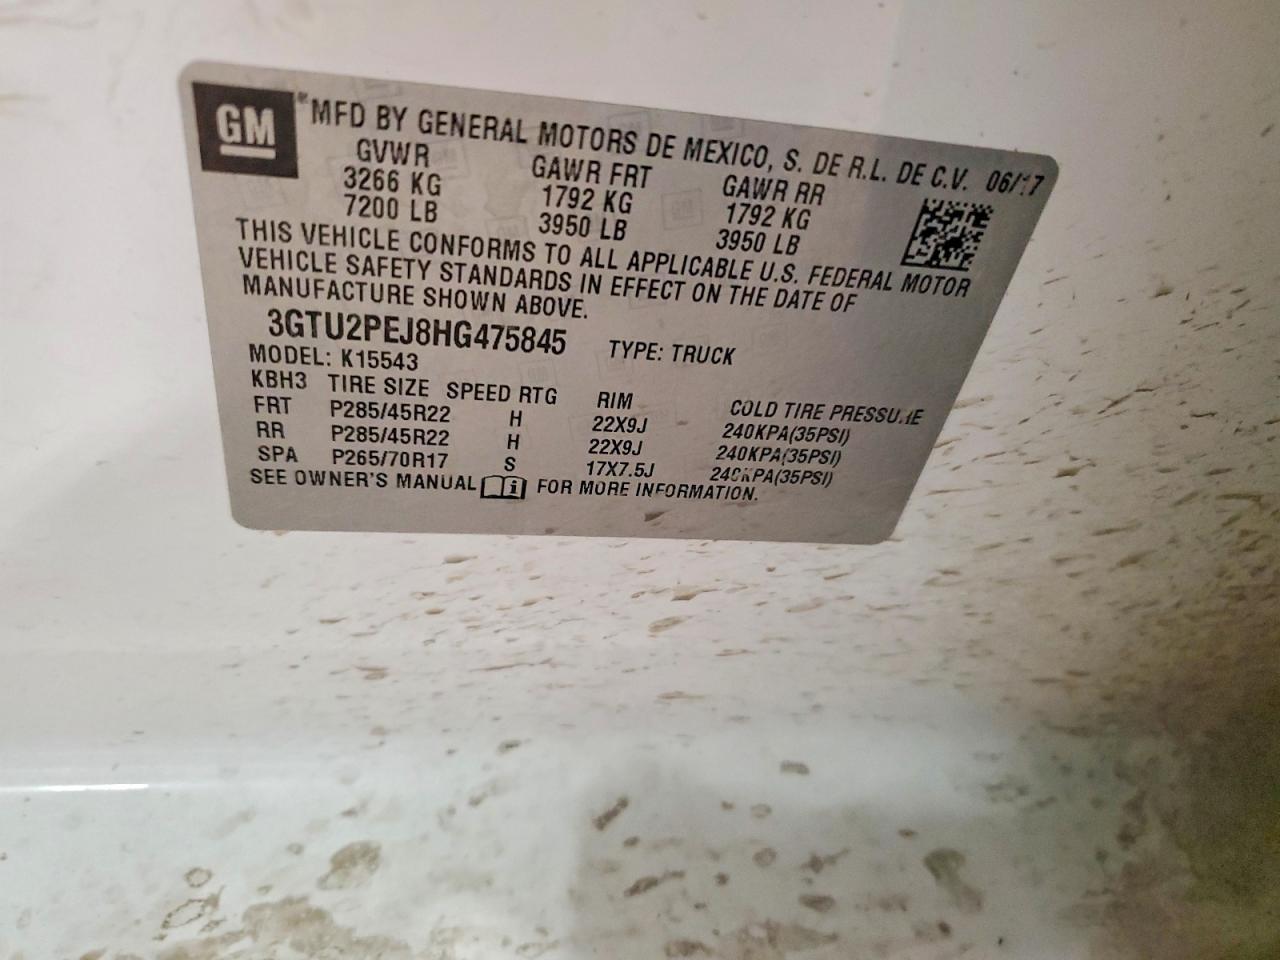 GM ® MFD BY GENERAL MOTORS DE MEXICO, S. DE R.L. DE C.V. 06/17
GVWR GAWR FRT GAWR RR
3266 KG 1792 KG 1792 KG
7200 LB 3950 LB 3950 LB
THIS VEHICLE CONFORMS TO ALL APPLICABLE U.S. FEDERAL MOTOR
VEHICLE SAFETY STANDARDS IN EFFECT ON THE DATE OF
MANUFACTURE SHOWN ABOVE.
3GTU2PEJ8HG475845 TYPE: TRUCK
MODEL: K15543
KBH3 TIRE SIZE SPEED RTG RIM COLD TIRE PRESSURE
FRT P285/45R22 H 22X9J 240KPA(35PSI)
RR P285/45R22 H 22X9J 240KPA(35PSI)
SPA P265/70R17 S 17X7.5J 240KPA(35PSI)
SEE OWNER'S MANUAL FOR MORE INFORMATION.